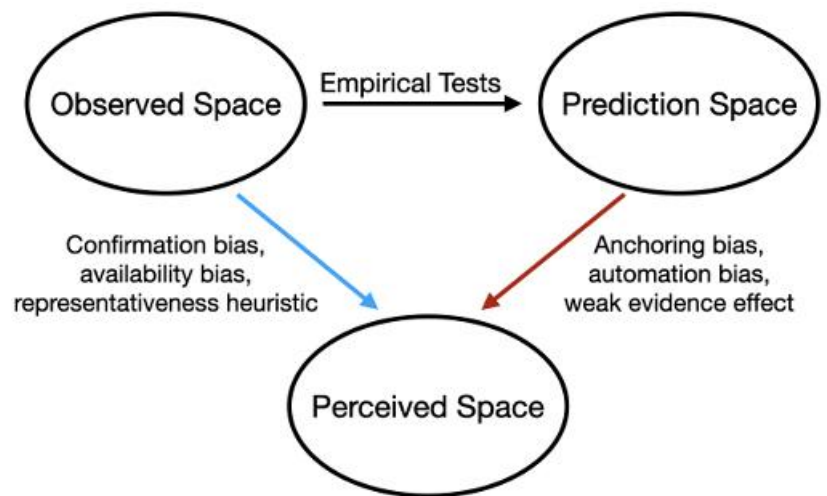 Observed Space
Empirical Tests
Prediction Space
Confirmation bias,
availability bias,
representativeness heuristic
Anchoring bias,
automation bias,
weak evidence effect
Perceived Space